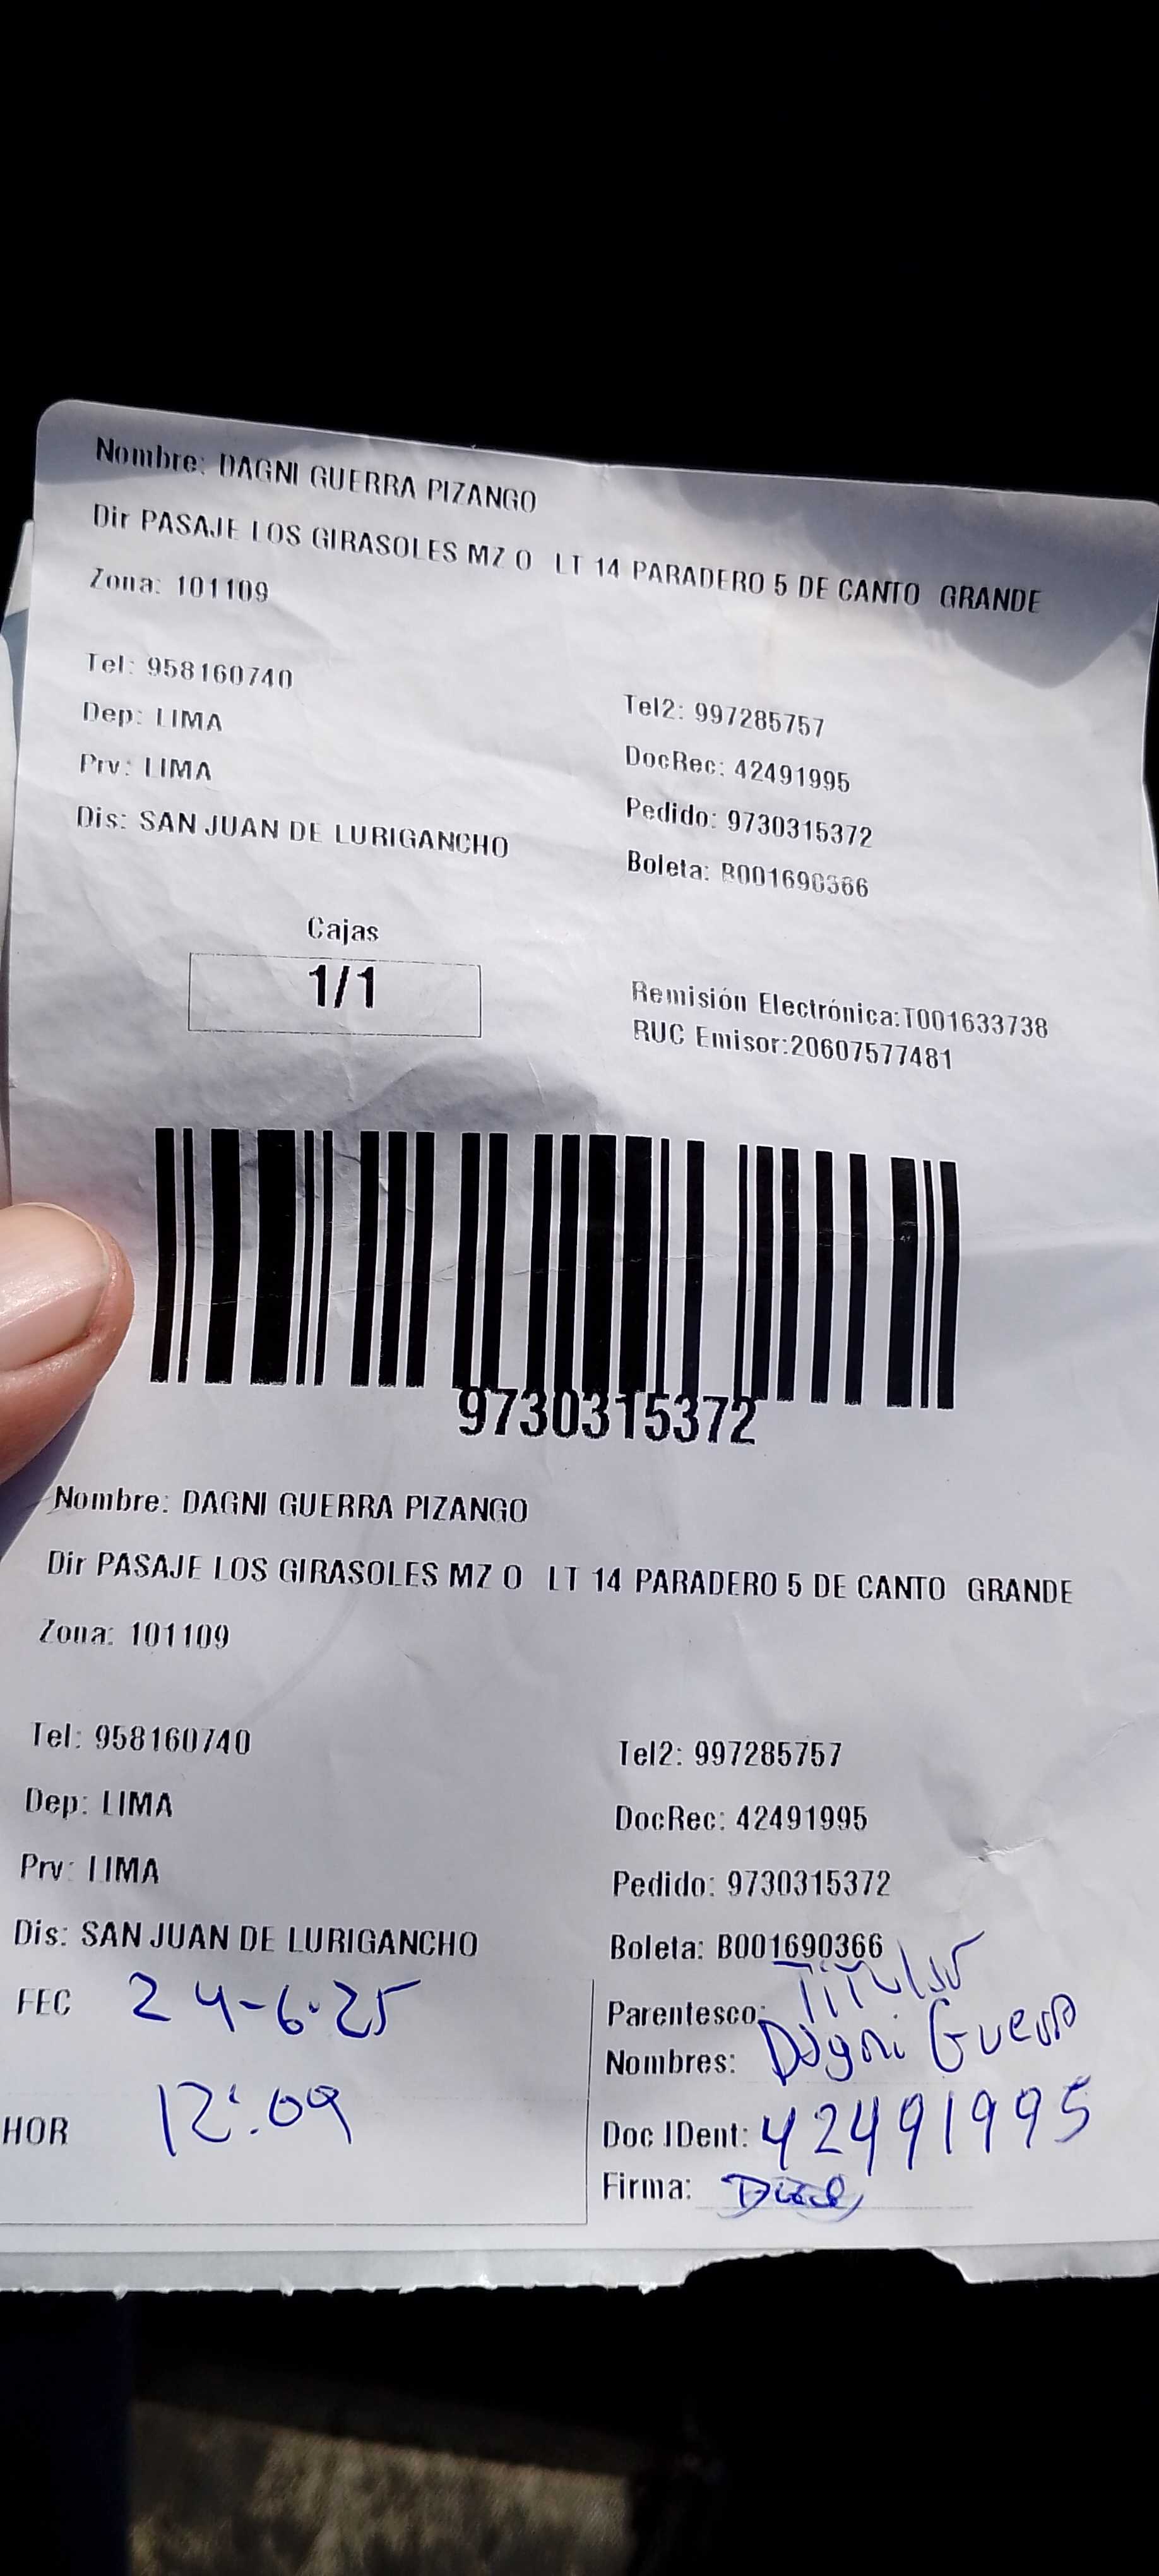 Nombre: DAGNI GUERRA PIZANGO
Dir PASAJE LOS GIRASOLES MZ O LT 14 PARADERO 5 DE CANTO GRANDE
Zona: 101109
Tel: 958160740
Tel2: 997285757
Dep: LIMA
DocRec: 42491995
Prv: LIMA
Pedido: 9730315372
Dis: SAN JUAN DE LURIGANCHO
Boleta: B001690366
Cajas
1/1
Remisión Electrónica:T001633738
RUC Emisor:20607577481
9730315372
Nombre: DAGNI GUERRA PIZANGO
Dir PASAJE LOS GIRASOLES MZ O LT 14 PARADERO 5 DE CANTO GRANDE
Zona: 101109
Tel: 958160740
Tel2: 997285757
Dep: LIMA
DocRec: 42491995
Prv: LIMA
Pedido: 9730315372
Dis: SAN JUAN DE LURIGANCHO
Boleta: B001690366
FEC 24-6-25
Parentesco: TiTular
Nombres: Dagni Guerra
HOR 12:09
Doc IDent: 42491995
Firma: